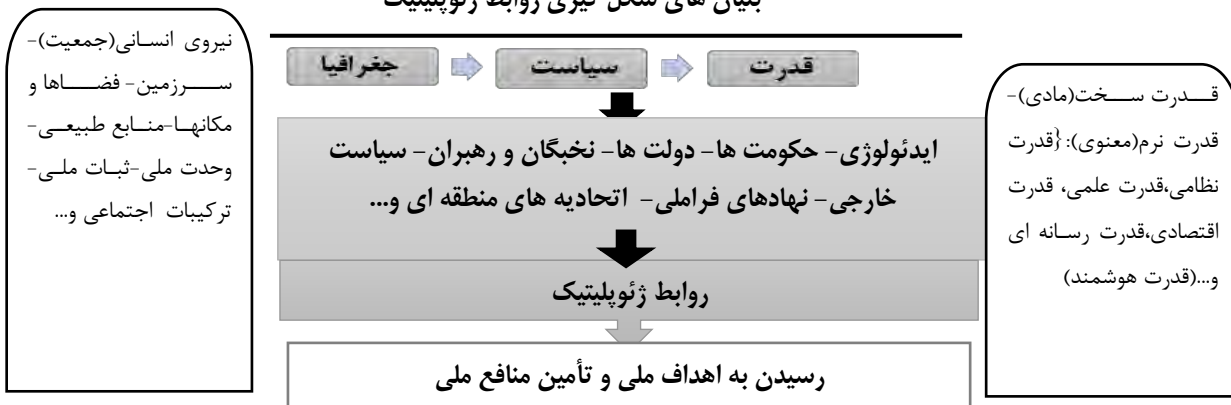 بنیان های شکل گیری روابط ژئوپلیتیک
جغرافیا
سیاست
قدرت
نیروی انسانی(جمعیت)-
سرزمین- فضاها و
مکانها-منابع طبیعی-
وحدت ملی-ثبات ملی-
ترکیبات اجتماعی و...
قدرت سخت(مادی)-
قدرت نرم(معنوی):{قدرت
نظامی،قدرت علمی، قدرت
اقتصادی،قدرت رسانه ای
و...(قدرت هوشمند)
ایدئولوژی- حکومت ها- دولت ها- نخبگان و رهبران- سیاست
خارجی- نهادهای فراملی- اتحادیه های منطقه ای و...
روابط ژئوپلیتیک
رسیدن به اهداف ملی و تأمین منافع ملی